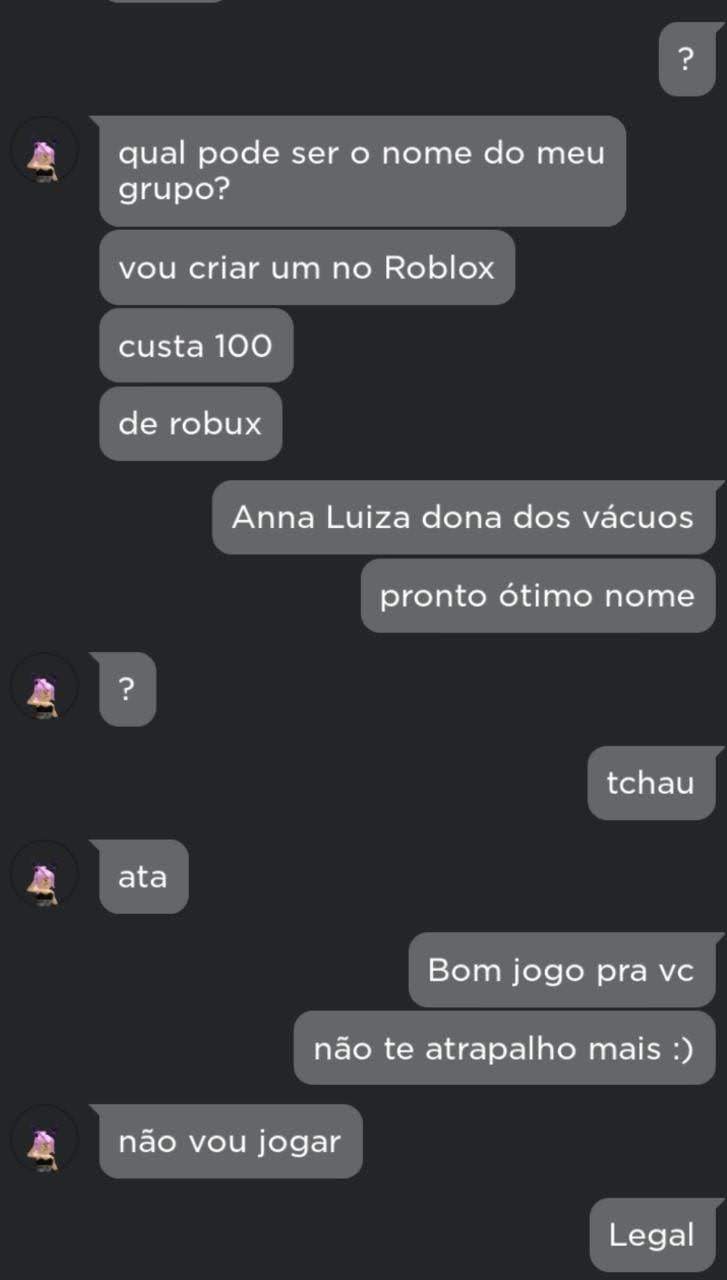 ?
qual pode ser o nome do meu
grupo?
vou criar um no Roblox
custa 100
de robux
Anna Luiza dona dos vácuos
pronto ótimo nome
?
tchau
ata
Bom jogo pra vc
não te atrapalho mais :)
não vou jogar
Legal